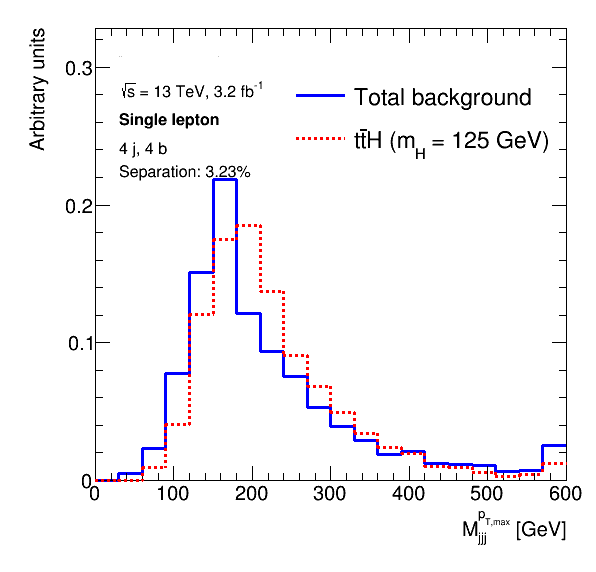 Arbitrary units
0.3
0.2
0.1
0
√s = 13 TeV, 3.2 fb⁻¹
Single lepton
4 j, 4 b
Separation: 3.23%
Total background
tt̄H (m_H = 125 GeV)
0 100 200 300 400 500 600
M_jjj^{p_T,max} [GeV]